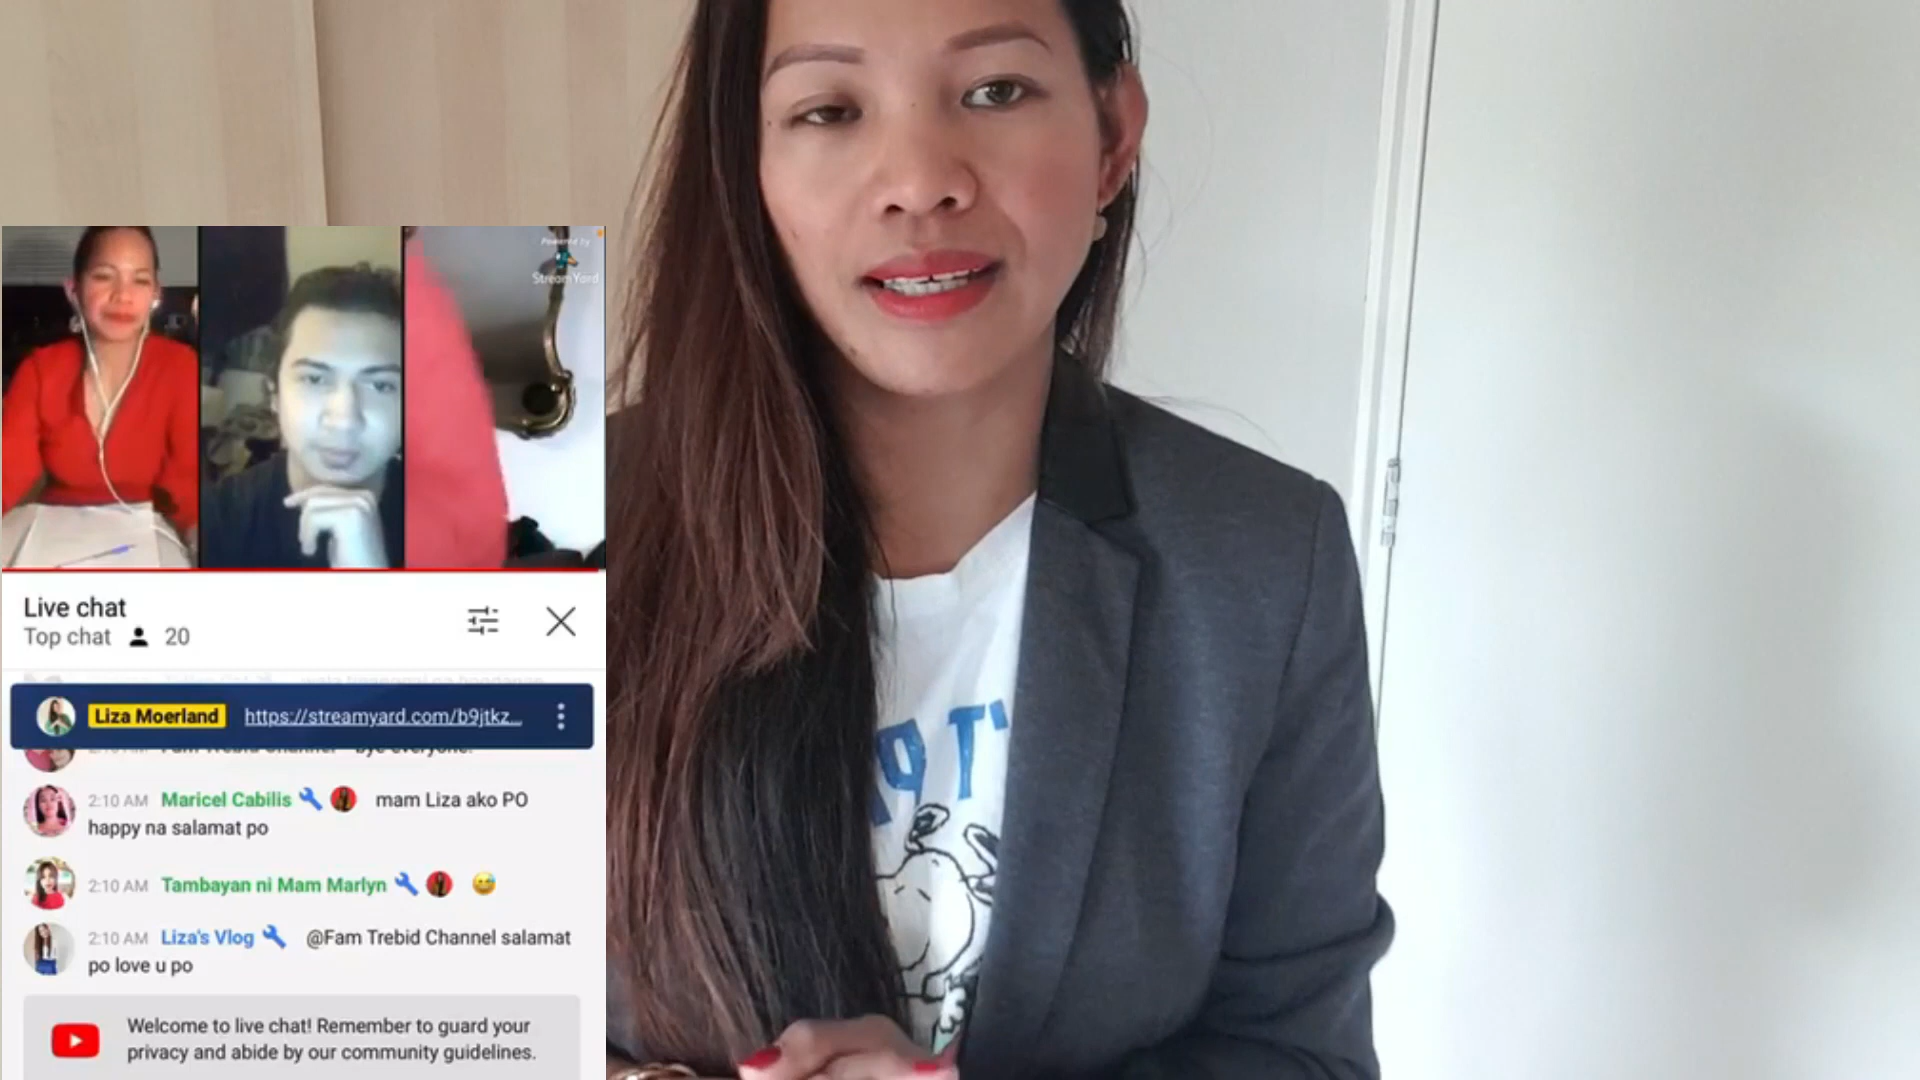 Powered by
StreamYard
Live chat
Top chat 20
Liza Moerland https://streamyard.com/b9jtkz...
2:10 AM Maricel Cabilis mam Liza ako PO
happy na salamat po
2:10 AM Tambayan ni Mam Marlyn 😅
2:10 AM Liza's Vlog @Fam Trebid Channel salamat
po love u po
Welcome to live chat! Remember to guard your
privacy and abide by our community guidelines.